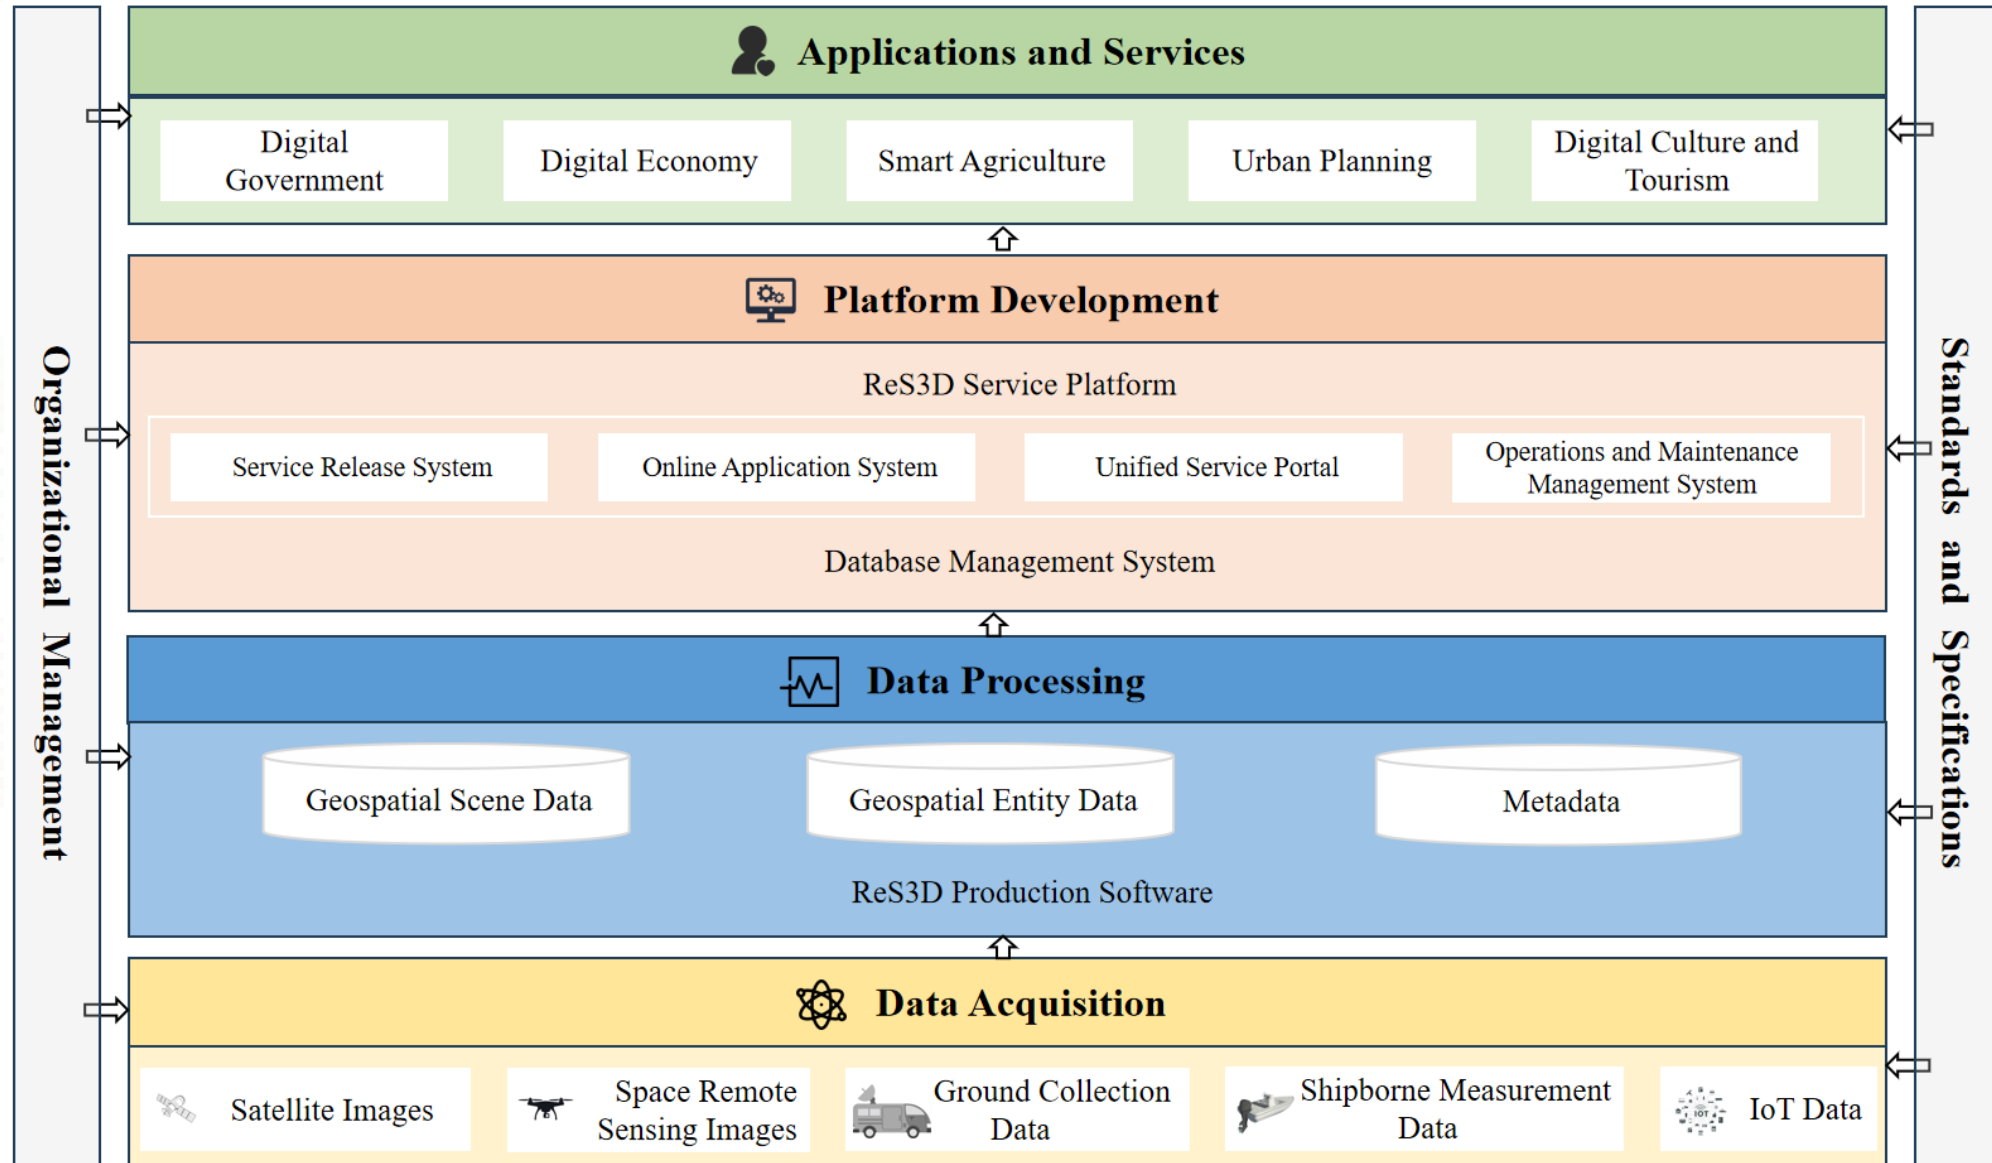 Applications and Services
Digital
Government
Digital Economy
Smart Agriculture
Urban Planning
Digital Culture and
Tourism
Platform Development
ReS3D Service Platform
Service Release System
Online Application System
Unified Service Portal
Operations and Maintenance
Management System
Database Management System
Data Processing
Geospatial Scene Data
Geospatial Entity Data
Metadata
ReS3D Production Software
Data Acquisition
Satellite Images
Space Remote
Sensing Images
Ground Collection
Data
Shipborne Measurement
Data
IOT
IoT Data
Organizational Management
Standards and Specifications